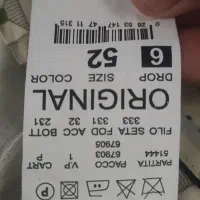 P
PARTITA PACCO V.P CART
51444 67903 1 P
67905
FILO SETA FOD ACC BOTT
333 331 32 231
ORIGINAL
DROP SIZE COLOR
6 52